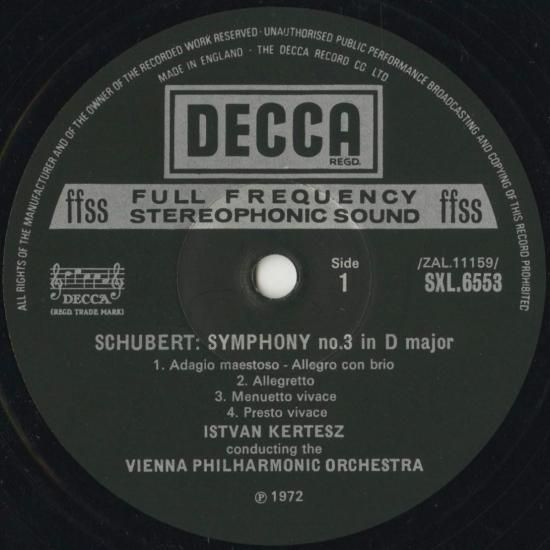 ALL RIGHTS OF THE MANUFACTURER AND OF THE OWNER OF THE RECORDED WORK RESERVED · UNAUTHORISED PUBLIC PERFORMANCE BROADCASTING AND COPYING OF THIS RECORD PROHIBITED
MADE IN ENGLAND · THE DECCA RECORD CO LTD
DECCA
REGD.
ffss FULL FREQUENCY STEREOPHONIC SOUND ffss
Side
1
/ZAL.11159/
SXL.6553
DECCA
(REGD. TRADE MARK)
SCHUBERT: SYMPHONY no.3 in D major
1. Adagio maestoso - Allegro con brio
2. Allegretto
3. Menuetto vivace
4. Presto vivace
ISTVAN KERTESZ
conducting the
VIENNA PHILHARMONIC ORCHESTRA
Ⓟ 1972